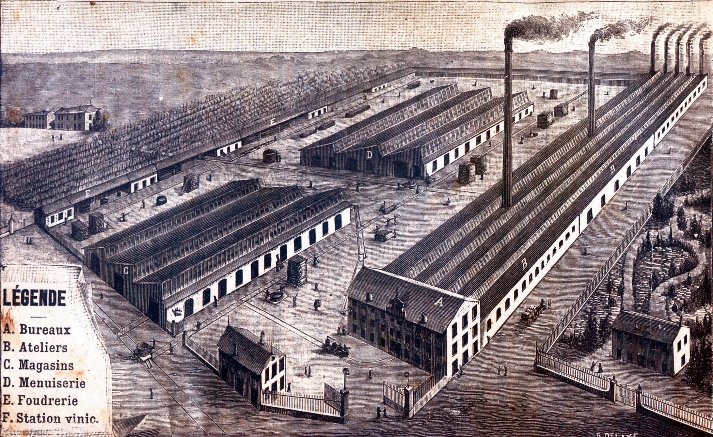 LÉGENDE
A. Bureaux
B. Ateliers
C. Magasins
D. Menuiserie
E. Foudrerie
F. Station vinic.
E
E
D
B
C
A
B